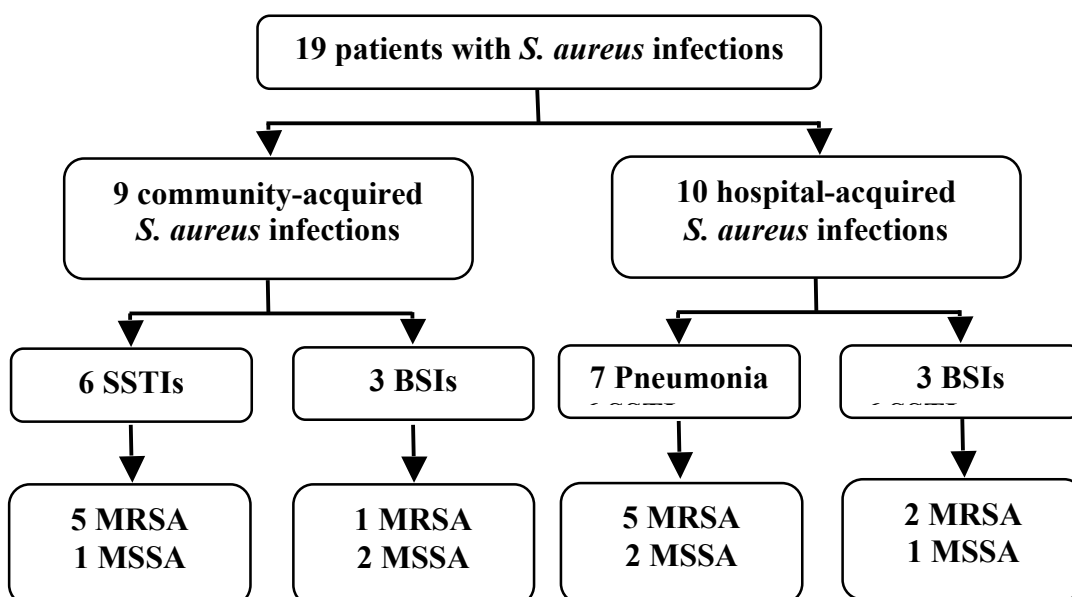 19 patients with S. aureus infections
9 community-acquired
S. aureus infections
10 hospital-acquired
S. aureus infections
6 SSTIs
3 BSIs
7 Pneumonia
3 BSIs
5 MRSA
1 MSSA
1 MRSA
2 MSSA
5 MRSA
2 MSSA
2 MRSA
1 MSSA